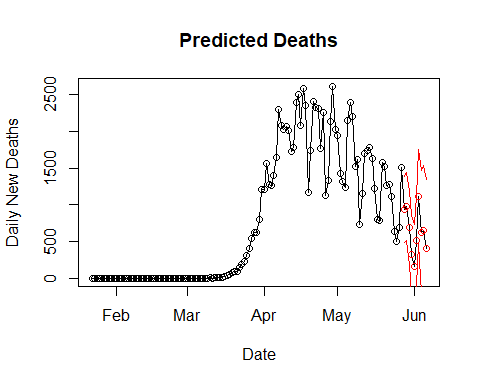 Predicted Deaths
Daily New Deaths
2500
1500
500
0
Feb Mar Apr May Jun
Date